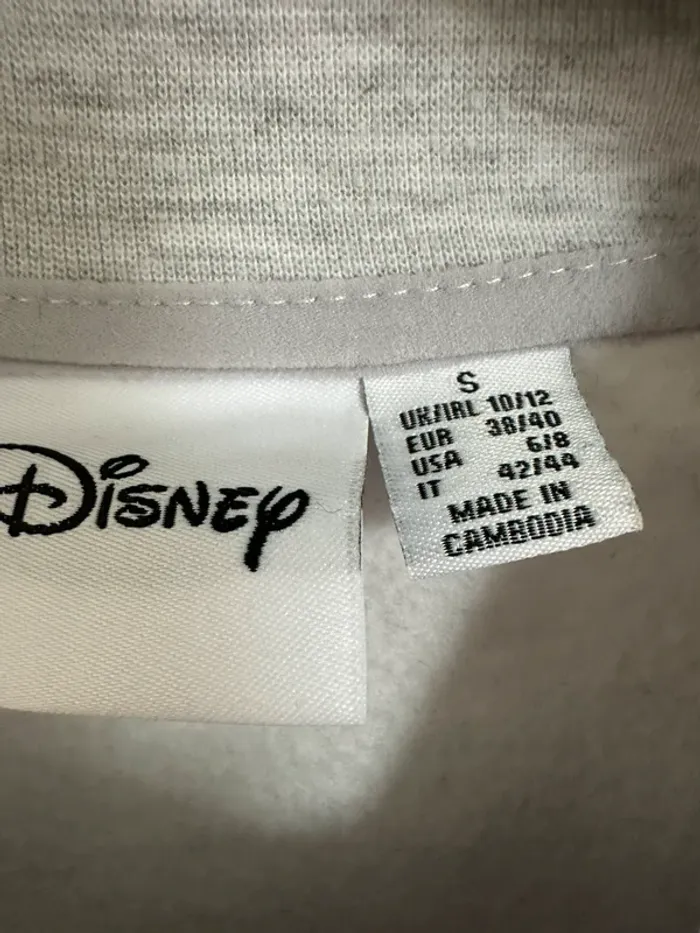 Disney
S
UK/IRL 10/12
EUR 38/40
USA 6/8
IT 42/44
MADE IN
CAMBODIA